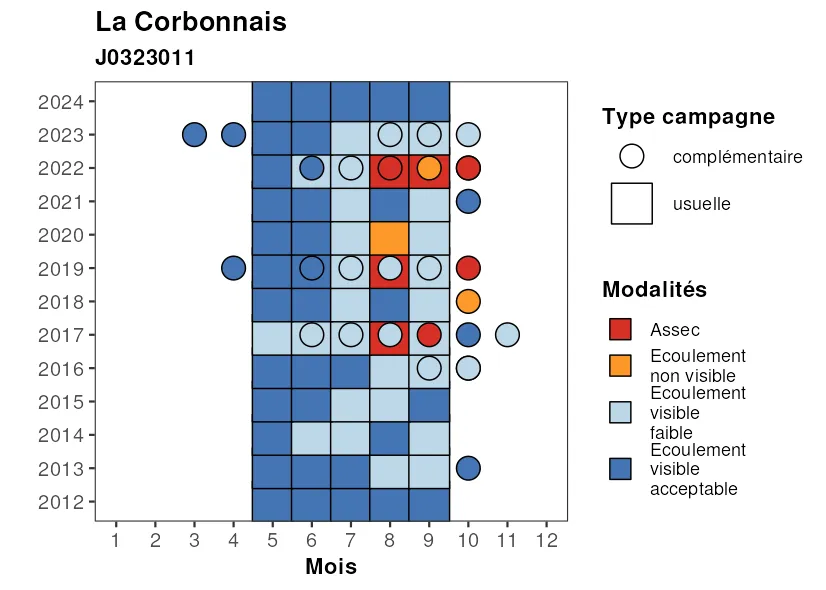 La Corbonnais
J0323011
2024
2023
2022
2021
2020
2019
2018
2017
2016
2015
2014
2013
2012
1 2 3 4 5 6 7 8 9 10 11 12
Mois
Type campagne
complémentaire
usuelle
Modalités
Assec
Ecoulement
non visible
Ecoulement
visible
faible
Ecoulement
visible
acceptable